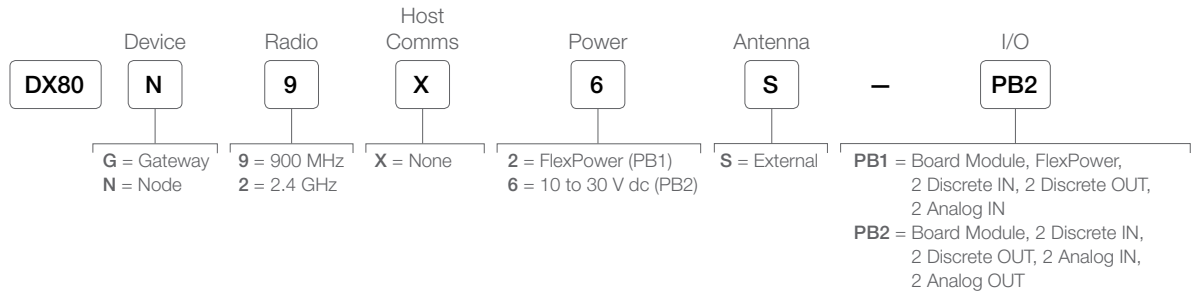 Host
Device Radio Comms Power Antenna I/O
DX80 N 9 X 6 S – PB2
G = Gateway
N = Node
9 = 900 MHz
2 = 2.4 GHz
X = None
2 = FlexPower (PB1)
6 = 10 to 30 V dc (PB2)
S = External
PB1 = Board Module, FlexPower,
2 Discrete IN, 2 Discrete OUT,
2 Analog IN
PB2 = Board Module, 2 Discrete IN,
2 Discrete OUT, 2 Analog IN,
2 Analog OUT